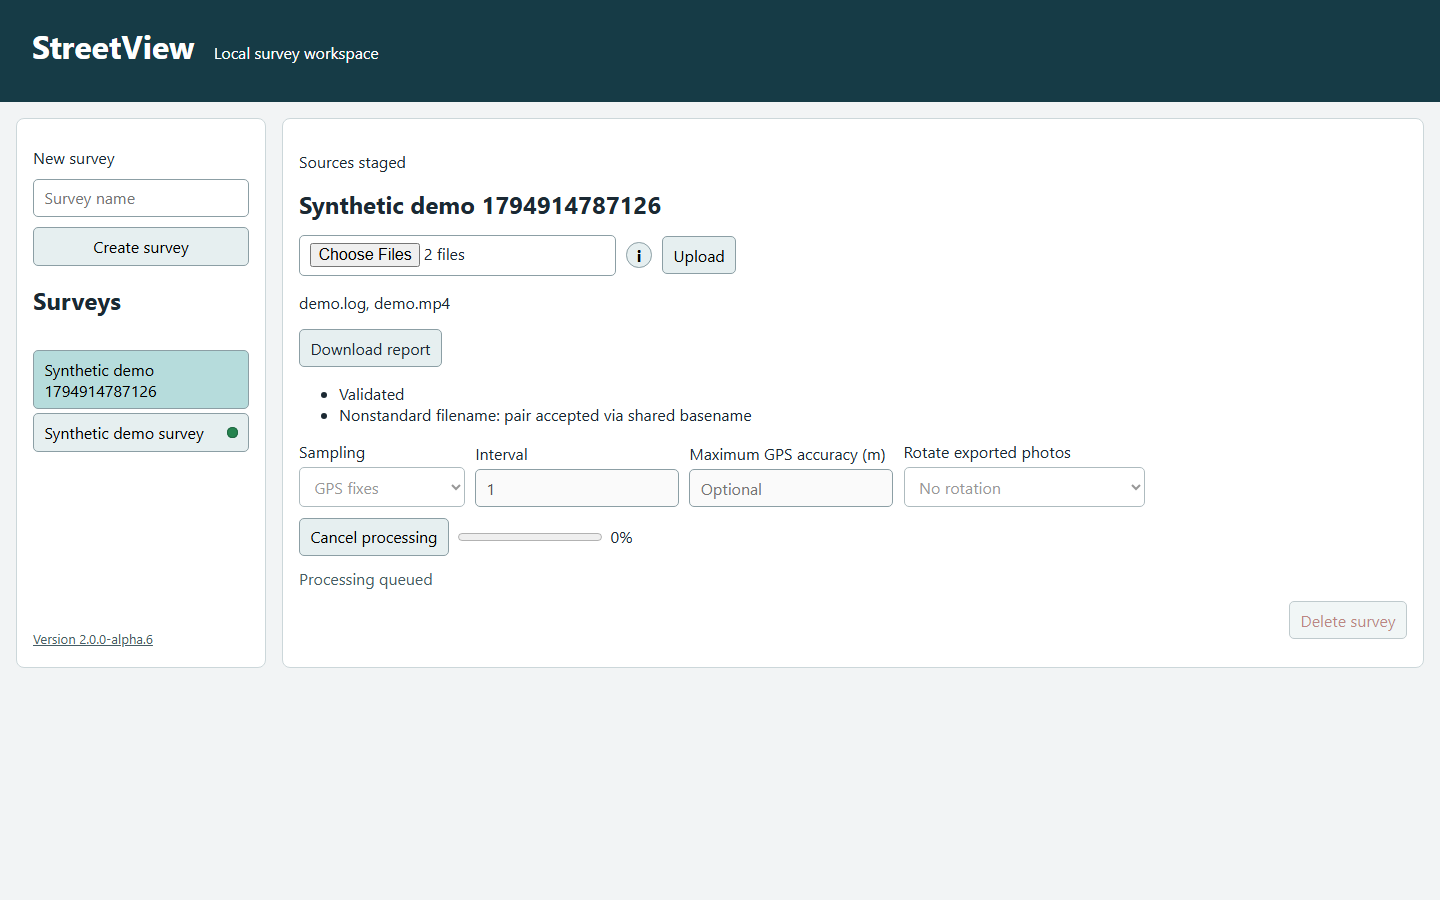 StreetView Local survey workspace
New survey
Survey name
Create survey
Surveys
Synthetic demo
1794914787126
Synthetic demo survey
Version 2.0.0-alpha.6
Sources staged
Synthetic demo 1794914787126
Choose Files 2 files i Upload
demo.log, demo.mp4
Download report
Validated
Nonstandard filename: pair accepted via shared basename
Sampling Interval Maximum GPS accuracy (m) Rotate exported photos
GPS fixes 1 Optional No rotation
Cancel processing 0%
Processing queued
Delete survey